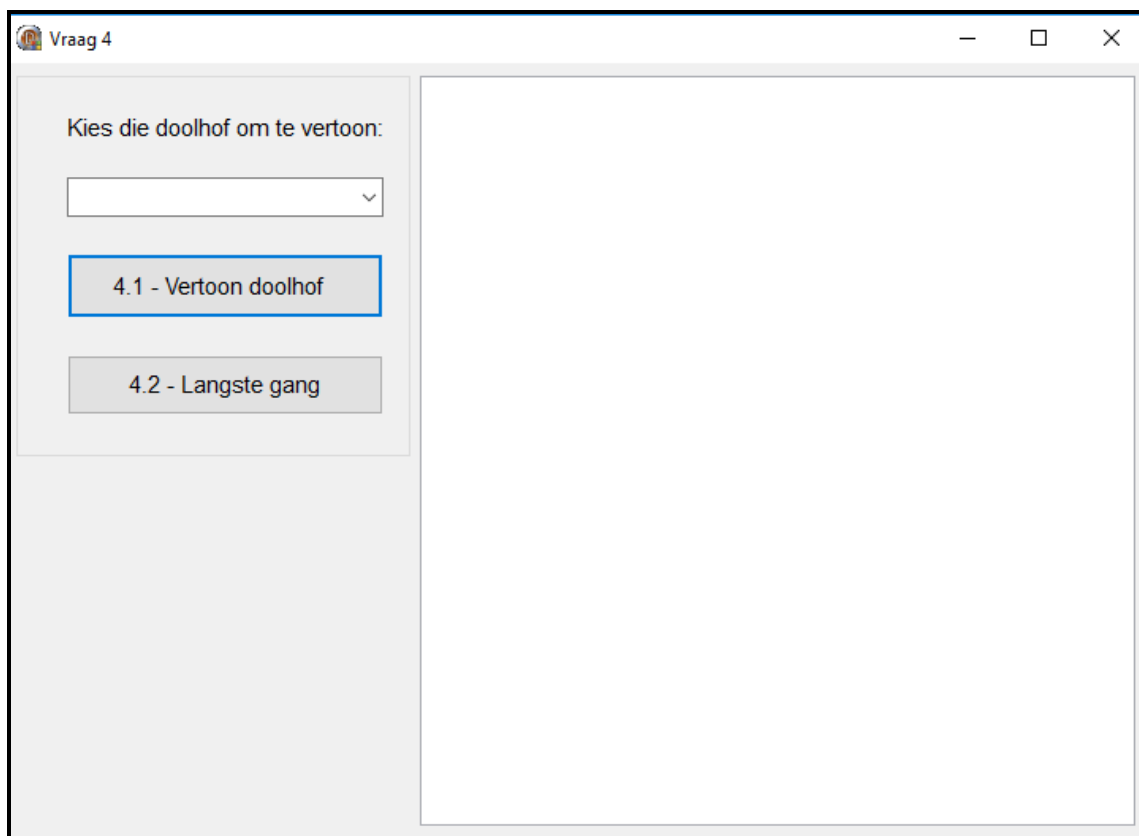 Vraag 4
Kies die doolhof om te vertoon:
4.1 - Vertoon doolhof
4.2 - Langste gang